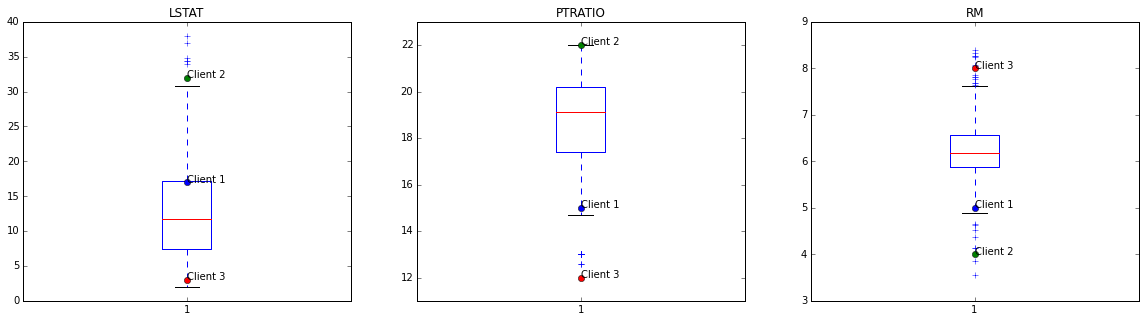 LSTAT
40
35
30
25
20
15
10
5
0
Client 2
Client 1
Client 3
1
PTRATIO
22
20
18
16
14
12
Client 2
Client 1
Client 3
1
RM
9
8
7
6
5
4
3
Client 3
Client 1
Client 2
1